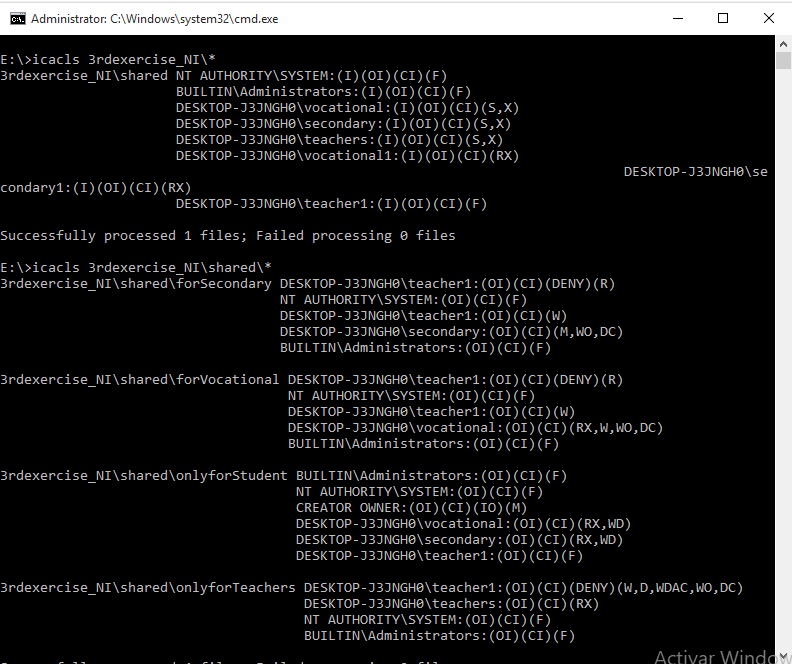 Administrator: C:\Windows\system32\cmd.exe
E:\>icacls 3rdexercise_NI\*
3rdexercise_NI\shared NT AUTHORITY\SYSTEM:(I)(OI)(CI)(F)
BUILTIN\Administrators:(I)(OI)(CI)(F)
DESKTOP-J3JNGH0\vocational:(I)(OI)(CI)(S,X)
DESKTOP-J3JNGH0\secondary:(I)(OI)(CI)(S,X)
DESKTOP-J3JNGH0\teachers:(I)(OI)(CI)(S,X)
DESKTOP-J3JNGH0\vocational1:(I)(OI)(CI)(RX)
DESKTOP-J3JNGH0\se
condary1:(I)(OI)(CI)(RX)
DESKTOP-J3JNGH0\teacher1:(I)(OI)(CI)(F)
Successfully processed 1 files; Failed processing 0 files
E:\>icacls 3rdexercise_NI\shared\*
3rdexercise_NI\shared\forSecondary DESKTOP-J3JNGH0\teacher1:(OI)(CI)(DENY)(R)
NT AUTHORITY\SYSTEM:(OI)(CI)(F)
DESKTOP-J3JNGH0\teacher1:(OI)(CI)(W)
DESKTOP-J3JNGH0\secondary:(OI)(CI)(M,WO,DC)
BUILTIN\Administrators:(OI)(CI)(F)
3rdexercise_NI\shared\forVocational DESKTOP-J3JNGH0\teacher1:(OI)(CI)(DENY)(R)
NT AUTHORITY\SYSTEM:(OI)(CI)(F)
DESKTOP-J3JNGH0\teacher1:(OI)(CI)(W)
DESKTOP-J3JNGH0\vocational:(OI)(CI)(RX,W,WO,DC)
BUILTIN\Administrators:(OI)(CI)(F)
3rdexercise_NI\shared\onlyforStudent BUILTIN\Administrators:(OI)(CI)(F)
NT AUTHORITY\SYSTEM:(OI)(CI)(F)
CREATOR OWNER:(OI)(CI)(IO)(M)
DESKTOP-J3JNGH0\vocational:(OI)(CI)(RX,WD)
DESKTOP-J3JNGH0\secondary:(OI)(CI)(RX,WD)
DESKTOP-J3JNGH0\teacher1:(OI)(CI)(F)
3rdexercise_NI\shared\onlyforTeachers DESKTOP-J3JNGH0\teacher1:(OI)(CI)(DENY)(W,D,WDAC,WO,DC)
DESKTOP-J3JNGH0\teachers:(OI)(CI)(RX)
NT AUTHORITY\SYSTEM:(OI)(CI)(F)
BUILTIN\Administrators:(OI)(CI)(F)
Activar Window